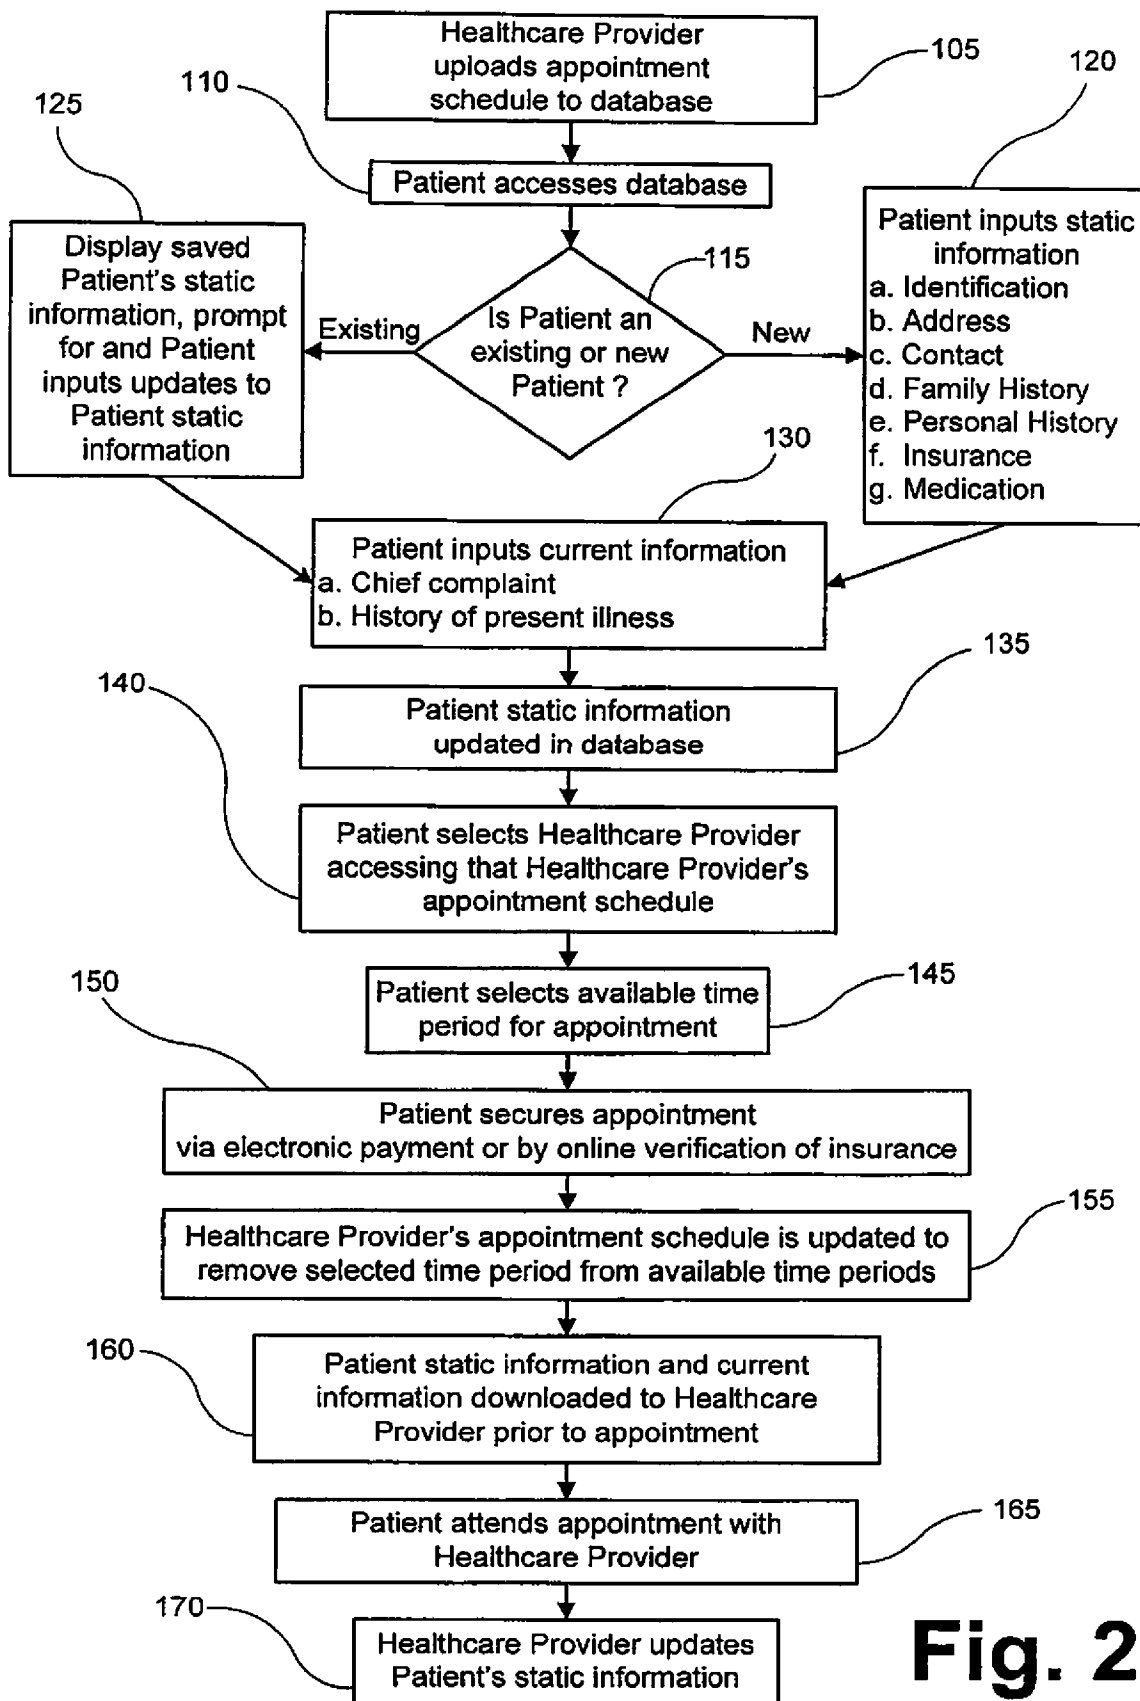 Healthcare Provider
uploads appointment
schedule to database
105
110
Patient accesses database
115
Is Patient an
existing or new
Patient ?
Existing
New
125
Display saved
Patient's static
information, prompt
for and Patient
inputs updates to
Patient static
information
120
Patient inputs static
information
a. Identification
b. Address
c. Contact
d. Family History
e. Personal History
f. Insurance
g. Medication
130
Patient inputs current information
a. Chief complaint
b. History of present illness
135
Patient static information
updated in database
140
Patient selects Healthcare Provider
accessing that Healthcare Provider's
appointment schedule
145
Patient selects available time
period for appointment
150
Patient secures appointment
via electronic payment or by online verification of insurance
155
Healthcare Provider's appointment schedule is updated to
remove selected time period from available time periods
160
Patient static information and current
information downloaded to Healthcare
Provider prior to appointment
165
Patient attends appointment with
Healthcare Provider
170
Healthcare Provider updates
Patient's static information
Fig. 2